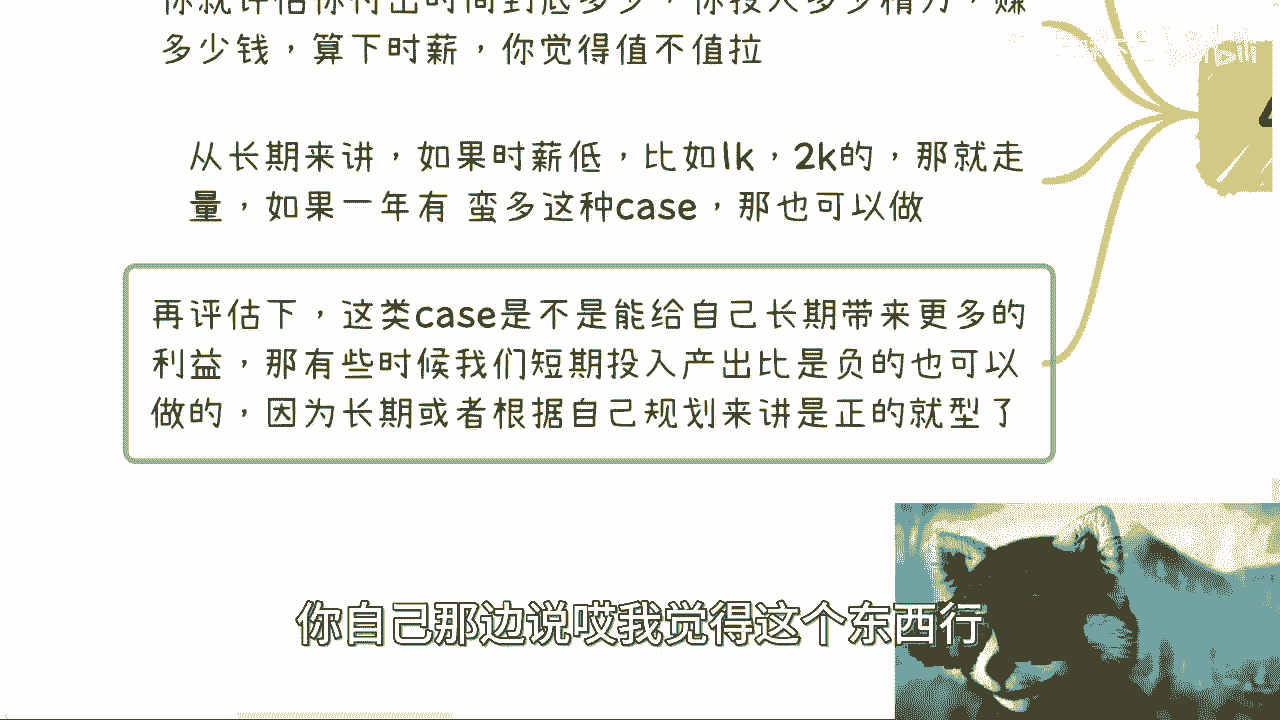 你就评估你付出时间到底多少，你投入多少精力，赚
多少钱，算下时薪，你觉得值不值拉
从长期来讲，如果时薪低，比如1k，2k的，那就走
量，如果一年有 蛮多这种case，那也可以做
再评估下，这类case是不是能给自己长期带来更多的
利益，那有些时候我们短期投入产出比是负的也可以
做的，因为长期或者根据自己规划来讲是正的就型了
你自己那边说哎我觉得这个东西行